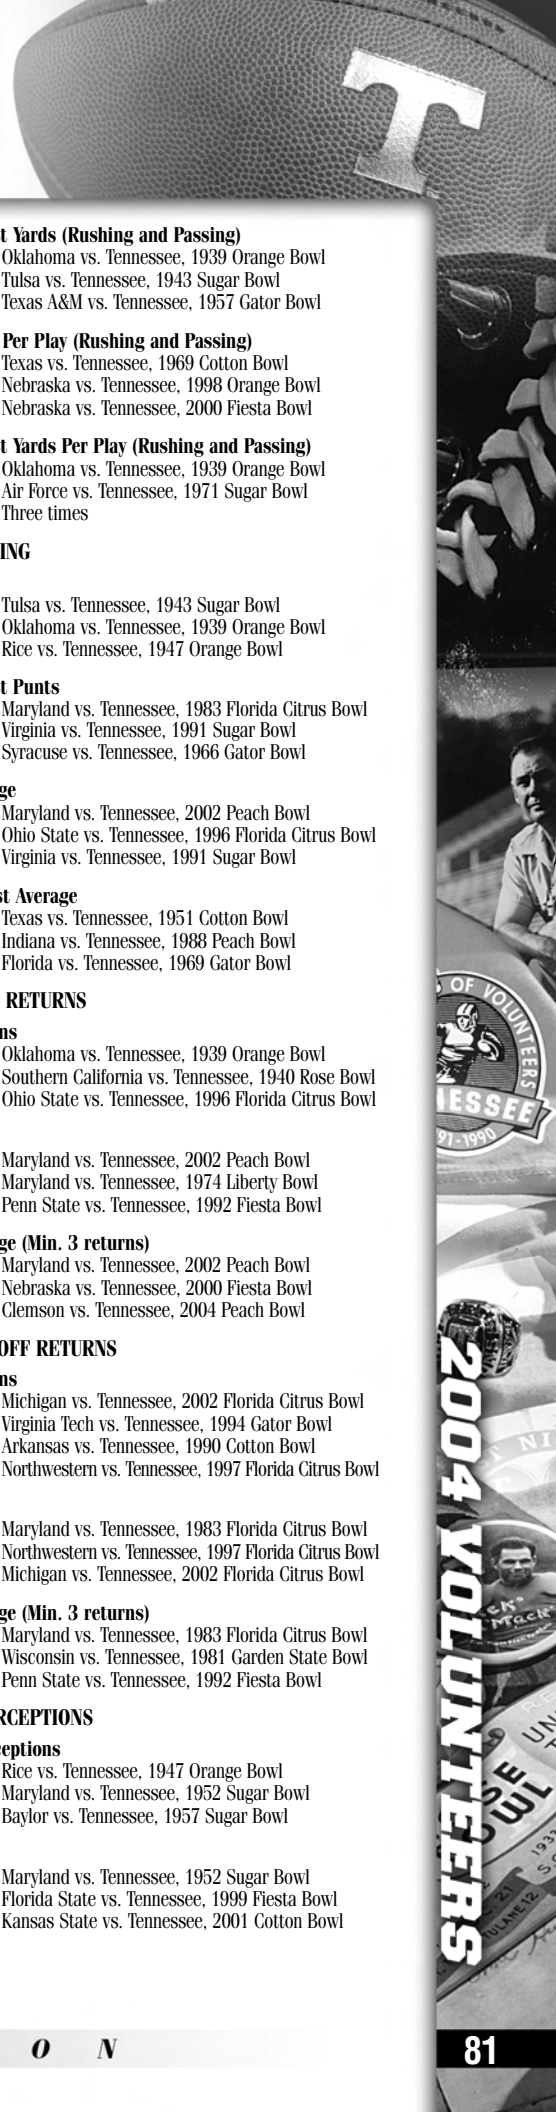 T
t Yards (Rushing and Passing)
Oklahoma vs. Tennessee, 1939 Orange Bowl
Tulsa vs. Tennessee, 1943 Sugar Bowl
Texas A&M vs. Tennessee, 1957 Gator Bowl
Per Play (Rushing and Passing)
Texas vs. Tennessee, 1969 Cotton Bowl
Nebraska vs. Tennessee, 1998 Orange Bowl
Nebraska vs. Tennessee, 2000 Fiesta Bowl
t Yards Per Play (Rushing and Passing)
Oklahoma vs. Tennessee, 1939 Orange Bowl
Air Force vs. Tennessee, 1971 Sugar Bowl
Three times
ING
Tulsa vs. Tennessee, 1943 Sugar Bowl
Oklahoma vs. Tennessee, 1939 Orange Bowl
Rice vs. Tennessee, 1947 Orange Bowl
t Punts
Maryland vs. Tennessee, 1983 Florida Citrus Bowl
Virginia vs. Tennessee, 1991 Sugar Bowl
Syracuse vs. Tennessee, 1966 Gator Bowl
ge
Maryland vs. Tennessee, 2002 Peach Bowl
Ohio State vs. Tennessee, 1996 Florida Citrus Bowl
Virginia vs. Tennessee, 1991 Sugar Bowl
st Average
Texas vs. Tennessee, 1951 Cotton Bowl
Indiana vs. Tennessee, 1988 Peach Bowl
Florida vs. Tennessee, 1969 Gator Bowl
RETURNS
ns
Oklahoma vs. Tennessee, 1939 Orange Bowl
Southern California vs. Tennessee, 1940 Rose Bowl
Ohio State vs. Tennessee, 1996 Florida Citrus Bowl
Maryland vs. Tennessee, 2002 Peach Bowl
Maryland vs. Tennessee, 1974 Liberty Bowl
Penn State vs. Tennessee, 1992 Fiesta Bowl
ge (Min. 3 returns)
Maryland vs. Tennessee, 2002 Peach Bowl
Nebraska vs. Tennessee, 2000 Fiesta Bowl
Clemson vs. Tennessee, 2004 Peach Bowl
OFF RETURNS
ns
Michigan vs. Tennessee, 2002 Florida Citrus Bowl
Virginia Tech vs. Tennessee, 1994 Gator Bowl
Arkansas vs. Tennessee, 1990 Cotton Bowl
Northwestern vs. Tennessee, 1997 Florida Citrus Bowl
Maryland vs. Tennessee, 1983 Florida Citrus Bowl
Northwestern vs. Tennessee, 1997 Florida Citrus Bowl
Michigan vs. Tennessee, 2002 Florida Citrus Bowl
ge (Min. 3 returns)
Maryland vs. Tennessee, 1983 Florida Citrus Bowl
Wisconsin vs. Tennessee, 1981 Garden State Bowl
Penn State vs. Tennessee, 1992 Fiesta Bowl
RCEPTIONS
eptions
Rice vs. Tennessee, 1947 Orange Bowl
Maryland vs. Tennessee, 1952 Sugar Bowl
Baylor vs. Tennessee, 1957 Sugar Bowl
Maryland vs. Tennessee, 1952 Sugar Bowl
Florida State vs. Tennessee, 1999 Fiesta Bowl
Kansas State vs. Tennessee, 2001 Cotton Bowl
O N
OF VOLUNTEERS
ESSEE
91-1990
2004 VOLUNTEERS
81